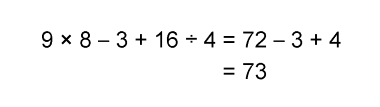 9 × 8 – 3 + 16 ÷ 4 = 72 – 3 + 4
= 73